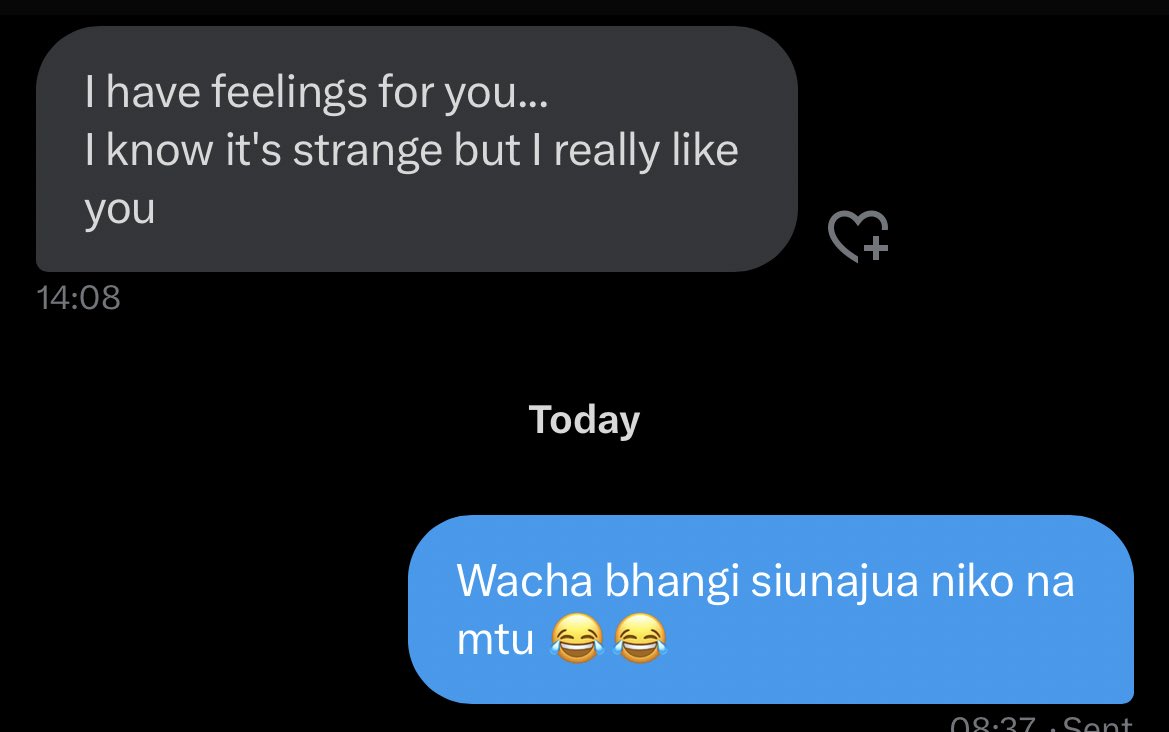 I have feelings for you...
I know it's strange but I really like
you
14:08
Today
Wacha bhangi siunajua niko na
mtu 😂😂
08:37 · Sent